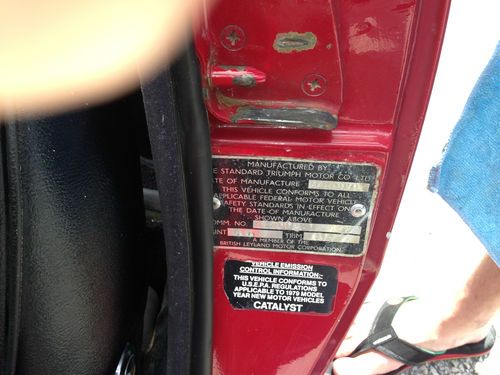 MANUFACTURED BY
E STANDARD TRIUMPH MOTOR CO. LTD
TE OF MANUFACTURE
THIS VEHICLE CONFORMS TO ALL
APPLICABLE FEDERAL MOTOR VEHICLE
SAFETY STANDARDS IN EFFECT ON
THE DATE OF MANUFACTURE
SHOWN ABOVE
COMM. NO.
INT TRIM
A MEMBER OF THE
BRITISH LEYLAND MOTOR CORPORATION
VEHICLE EMISSION
CONTROL INFORMATION:-
THIS VEHICLE CONFORMS TO
U.S.E.P.A. REGULATIONS
APPLICABLE TO 1979 MODEL
YEAR NEW MOTOR VEHICLES
CATALYST